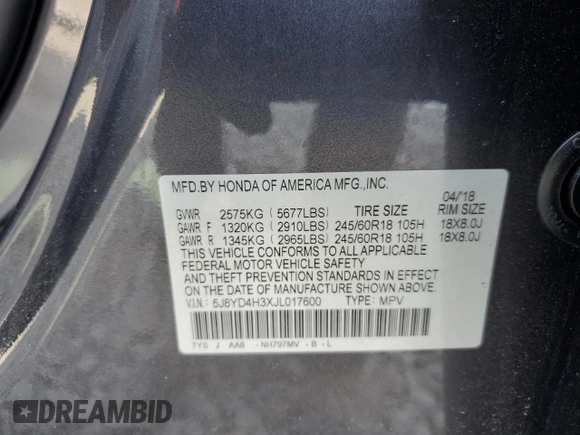 MFD.BY HONDA OF AMERICA MFG.,INC.
04/18
GVWR 2575KG (5677LBS) TIRE SIZE RIM SIZE
GAWR F 1320KG (2910LBS) 245/60R18 105H 18X8.0J
GAWR R 1345KG (2965LBS) 245/60R18 105H 18X8.0J
THIS VEHICLE CONFORMS TO ALL APPLICABLE
FEDERAL MOTOR VEHICLE SAFETY
AND THEFT PREVENTION STANDARDS IN EFFECT
ON THE DATE OF MANUFACTURE SHOWN ABOVE.
V.I.N.: 5J8YD4H3XJL017600 TYPE: MPV
TYS J AA6 -NH797MV -B -L
DREAMBID